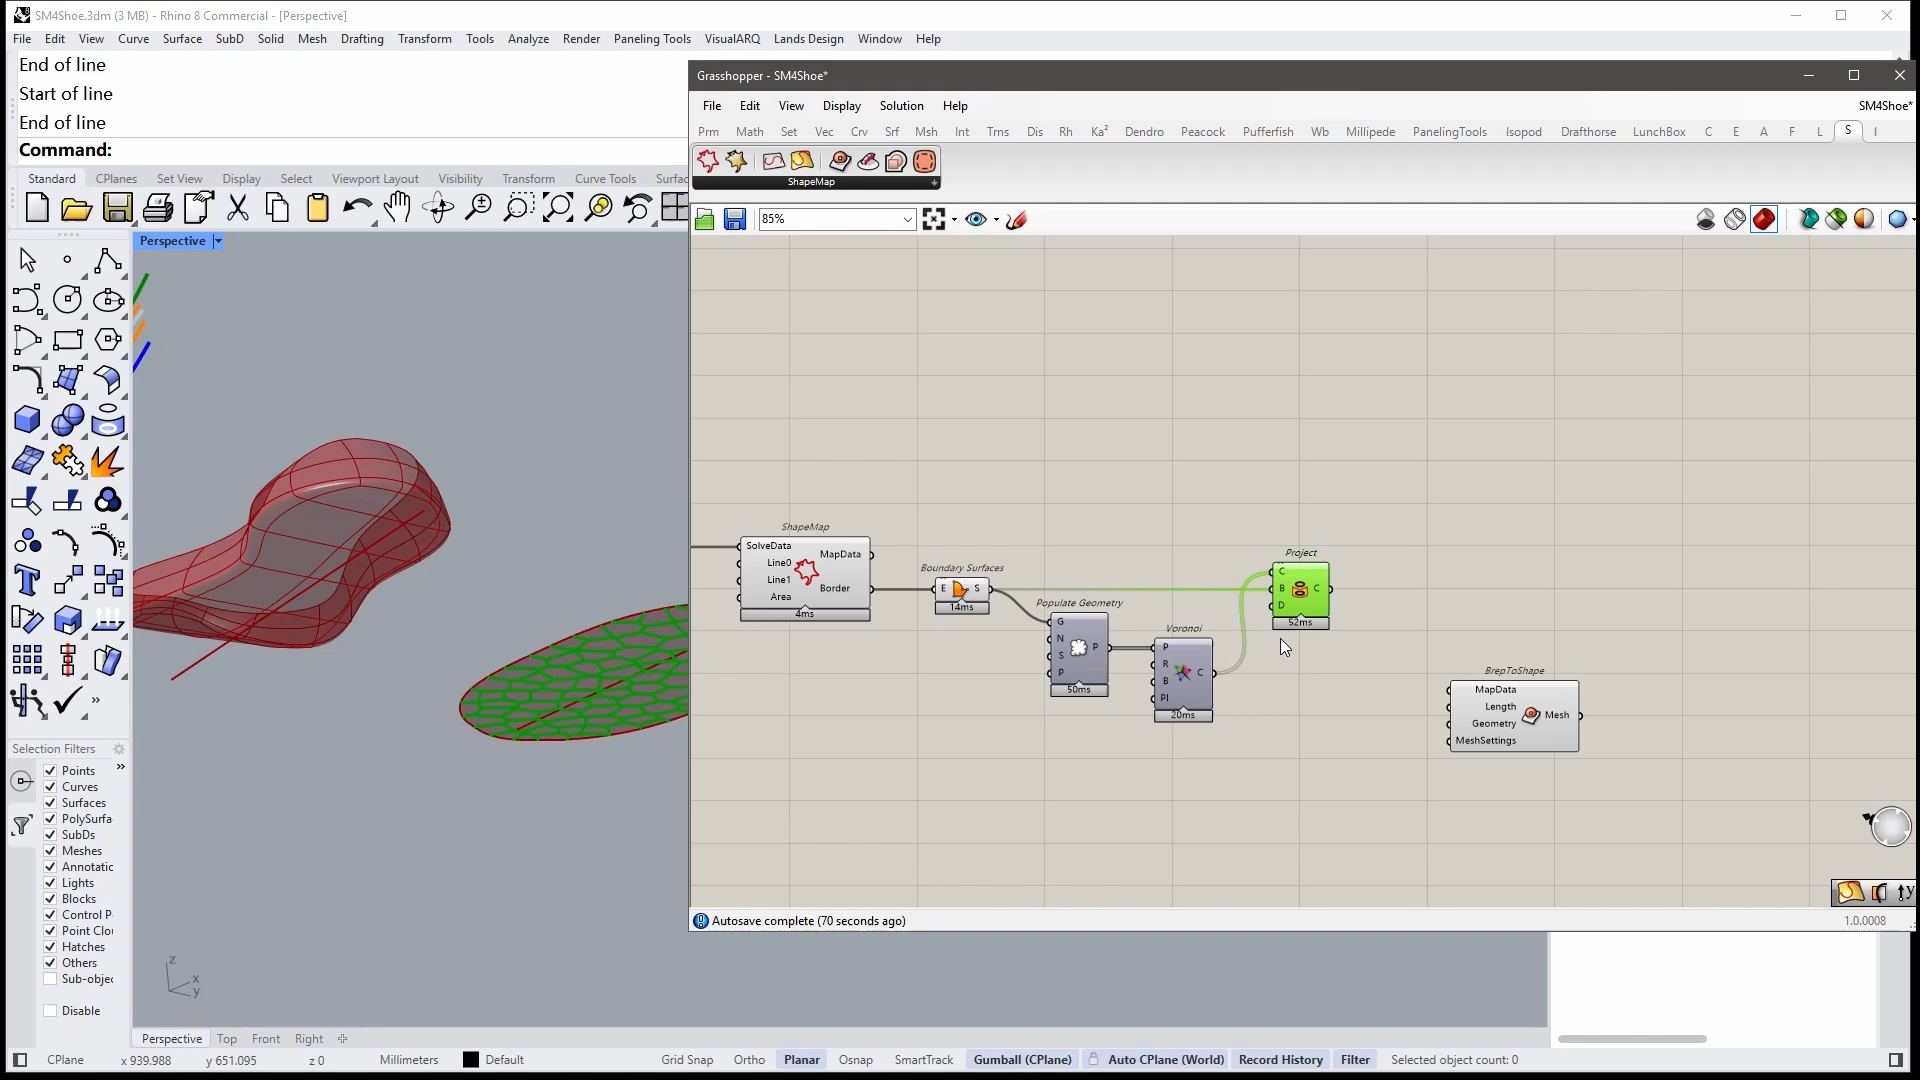 SM4Shoe.3dm (3 MB) - Rhino 8 Commercial - [Perspective]
File Edit View Curve Surface SubD Solid Mesh Drafting Transform Tools Analyze Render Paneling Tools VisualARQ Lands Design Window Help
End of line
Start of line
End of line
Command:
Standard CPlanes Set View Display Select Viewport Layout Visibility Transform Curve Tools Surfac
Perspective
Grasshopper - SM4Shoe*
File Edit View Display Solution Help
SM4Shoe*
Prm Math Set Vec Crv Srf Msh Int Trns Dis Rh Ka² Dendro Peacock Pufferfish Wb Millipede PanelingTools Isopod Drafthorse LunchBox C E A F L S I
ShapeMap
85%
ShapeMap
SolveData
Line0
Line1
Area
MapData
Border
4ms
Boundary Surfaces
E S
14ms
Populate Geometry
G
N
S
P
P
50ms
Voronoi
P
R
B
Pl
C
20ms
Project
C
B
D
C
52ms
BrepToShape
MapData
Length
Geometry
MeshSettings
Mesh
Autosave complete (70 seconds ago)
1.0.0008
Selection Filters
Points
Curves
Surfaces
PolySurfa
SubDs
Meshes
Annotatic
Lights
Blocks
Control P
Point Clou
Hatches
Others
Sub-objec
Disable
z
x
y
Perspective Top Front Right
CPlane x 939.988 y 651.095 z 0 Millimeters Default Grid Snap Ortho Planar Osnap SmartTrack Gumball (CPlane) Auto CPlane (World) Record History Filter Selected object count: 0